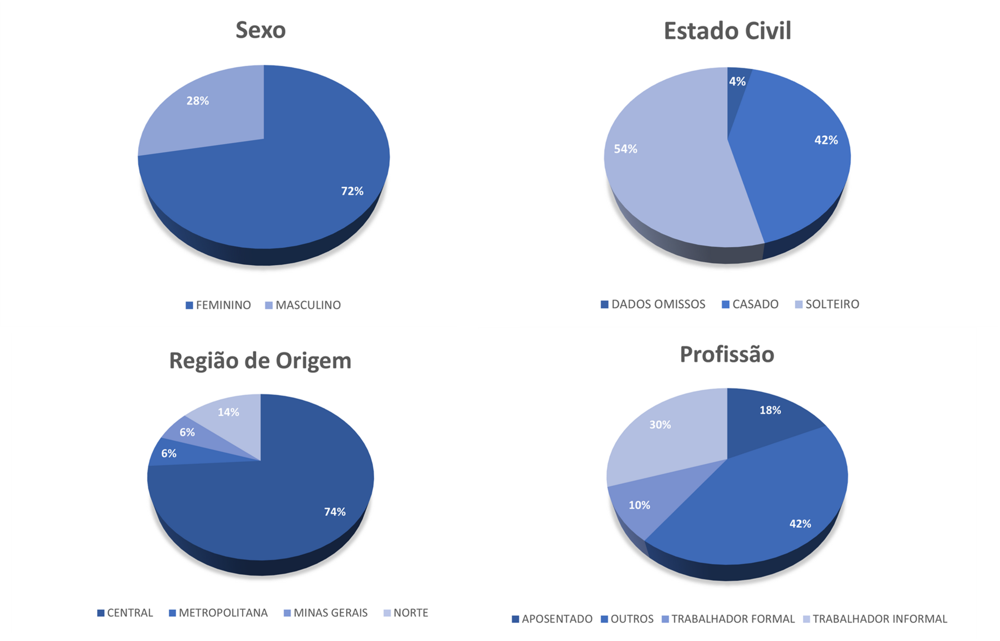 Sexo
28%
72%
FEMININO MASCULINO
Estado Civil
4%
42%
54%
DADOS OMISSOS CASADO SOLTEIRO
Região de Origem
14%
6%
6%
74%
CENTRAL METROPOLITANA MINAS GERAIS NORTE
Profissão
18%
30%
10%
42%
APOSENTADO OUTROS TRABALHADOR FORMAL TRABALHADOR INFORMAL